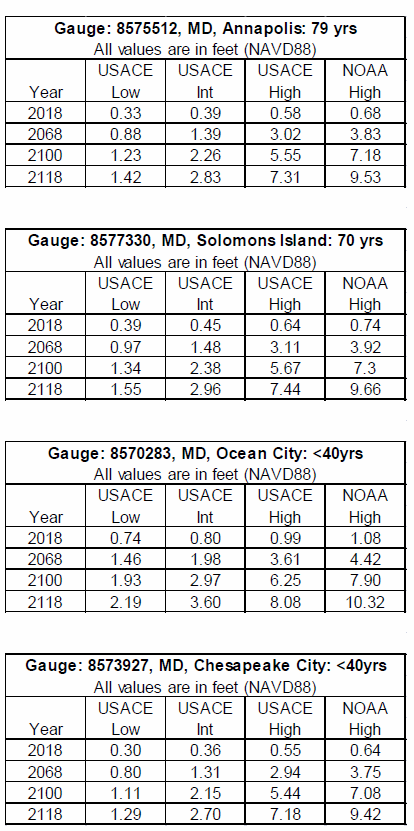 Gauge: 8575512, MD, Annapolis: 79 yrs
All values are in feet (NAVD88)
USACE USACE USACE NOAA
Year Low Int High High
2018 0.33 0.39 0.58 0.68
2068 0.88 1.39 3.02 3.83
2100 1.23 2.26 5.55 7.18
2118 1.42 2.83 7.31 9.53
Gauge: 8577330, MD, Solomons Island: 70 yrs
All values are in feet (NAVD88)
USACE USACE USACE NOAA
Year Low Int High High
2018 0.39 0.45 0.64 0.74
2068 0.97 1.48 3.11 3.92
2100 1.34 2.38 5.67 7.3
2118 1.55 2.96 7.44 9.66
Gauge: 8570283, MD, Ocean City: <40yrs
All values are in feet (NAVD88)
USACE USACE USACE NOAA
Year Low Int High High
2018 0.74 0.80 0.99 1.08
2068 1.46 1.98 3.61 4.42
2100 1.93 2.97 6.25 7.90
2118 2.19 3.60 8.08 10.32
Gauge: 8573927, MD, Chesapeake City: <40yrs
All values are in feet (NAVD88)
USACE USACE USACE NOAA
Year Low Int High High
2018 0.30 0.36 0.55 0.64
2068 0.80 1.31 2.94 3.75
2100 1.11 2.15 5.44 7.08
2118 1.29 2.70 7.18 9.42